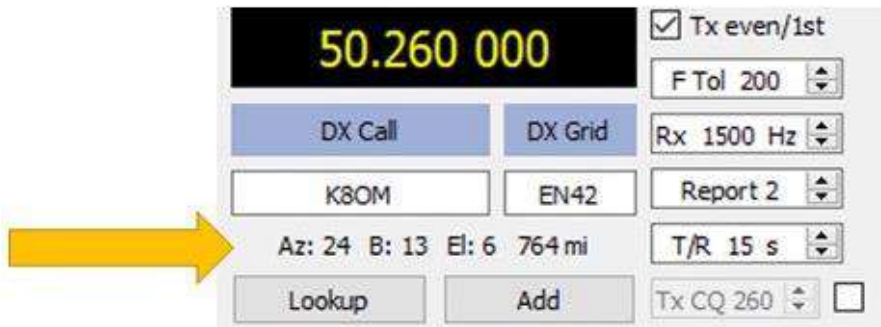 50.260 000
Tx even/1st
F Tol 200
DX Call DX Grid
Rx 1500 Hz
K8OM EN42
Report 2
Az: 24 B: 13 El: 6 764 mi
T/R 15 s
Lookup Add
Tx CQ 260